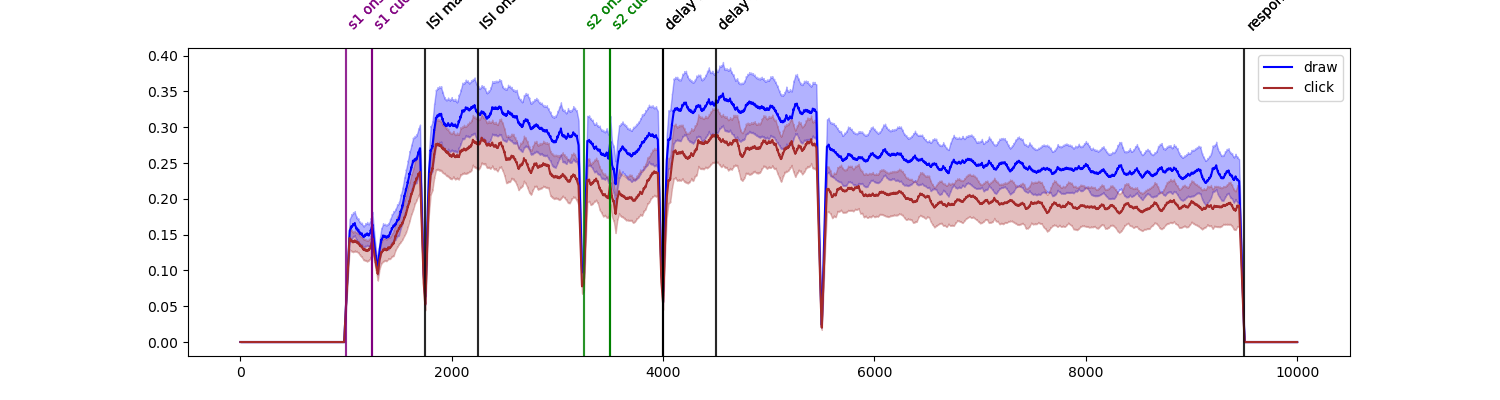 s1 ons
s1 cue
ISI ma
ISI ons
s2 ons
s2 cue
delay
delay
respon
0.40
0.35
0.30
0.25
0.20
0.15
0.10
0.05
0.00
draw
click
0 2000 4000 6000 8000 10000